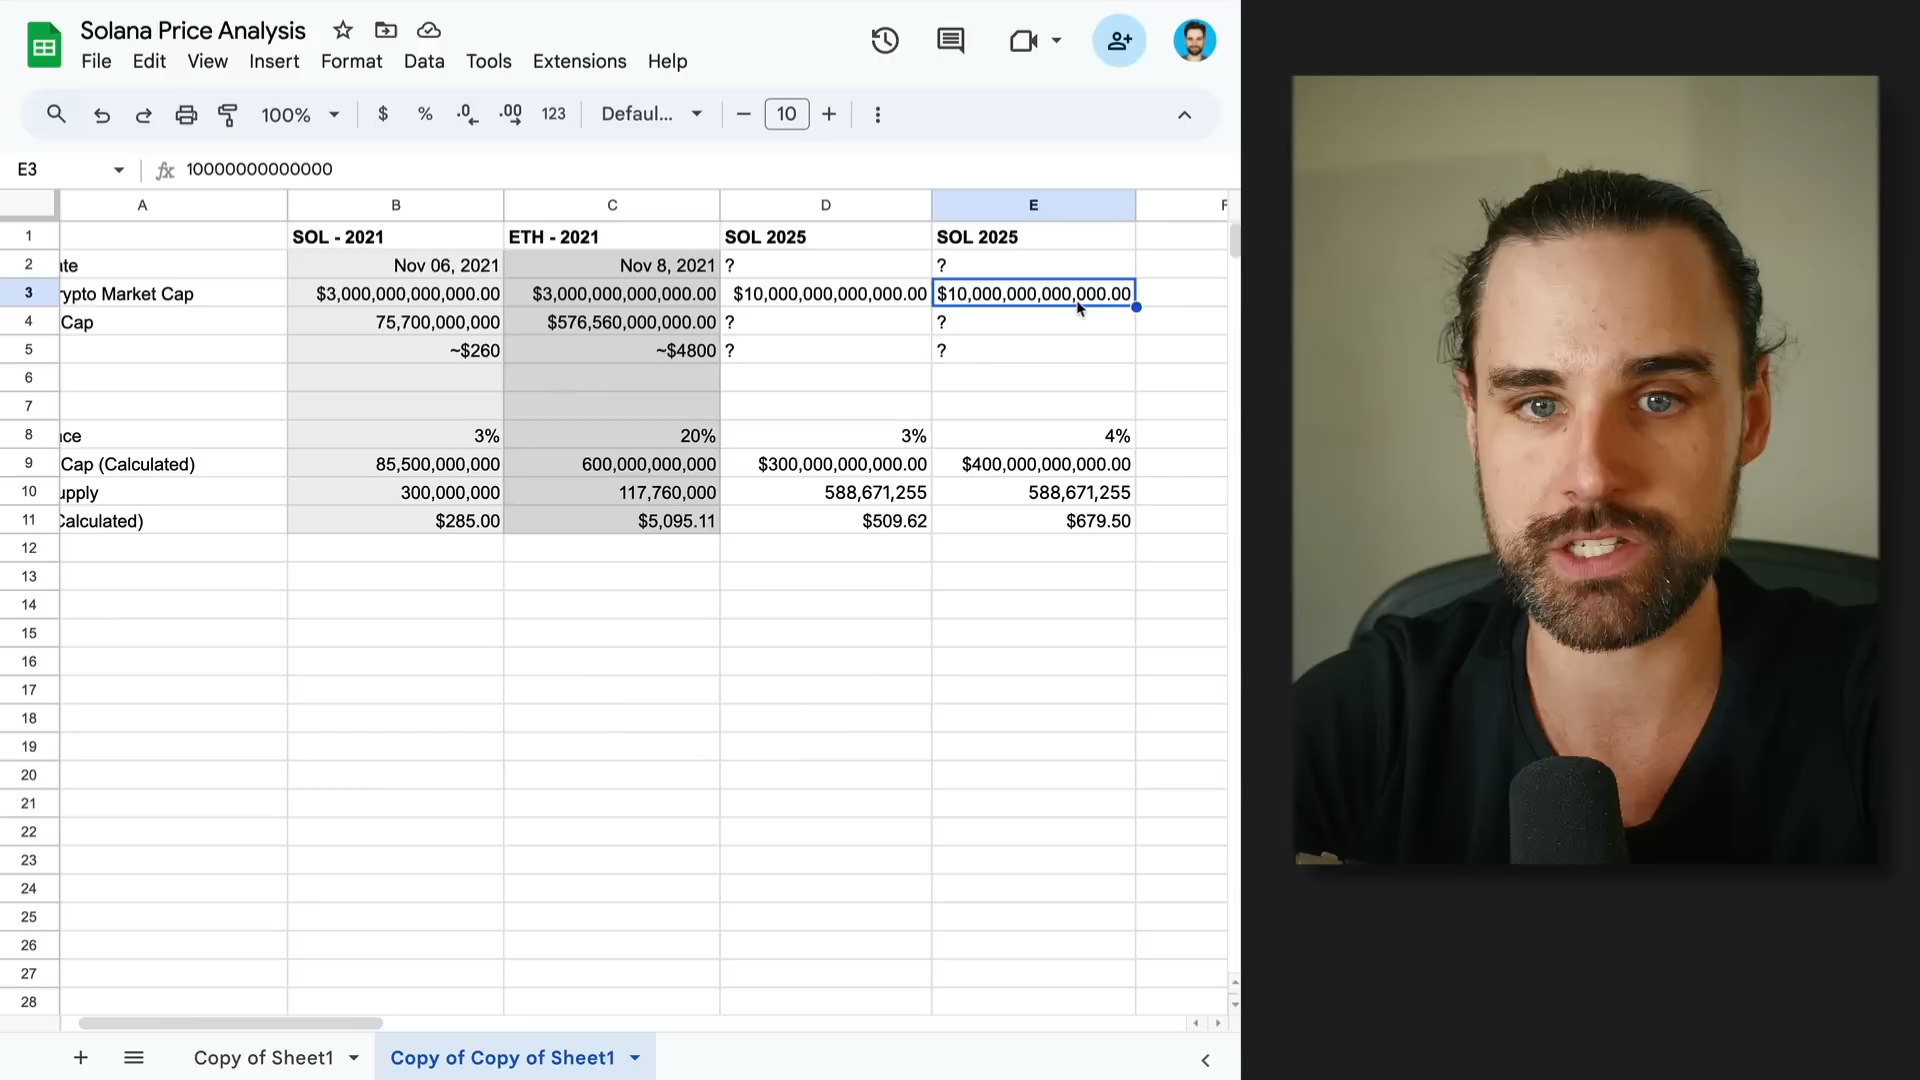 Solana Price Analysis
File Edit View Insert Format Data Tools Extensions Help
100% $ % .0 .00 123 Defaul... 10
E3 fx 10000000000000
A B C D E F
1 SOL - 2021 ETH - 2021 SOL 2025 SOL 2025
2 ate Nov 06, 2021 Nov 8, 2021 ? ?
3 rypto Market Cap $3,000,000,000,000.00 $3,000,000,000,000.00 $10,000,000,000,000.00 $10,000,000,000,000.00
4 Cap 75,700,000,000 $576,560,000,000.00 ? ?
5 ~$260 ~$4800 ? ?
6
7
8 nce 3% 20% 3% 4%
9 Cap (Calculated) 85,500,000,000 600,000,000,000 $300,000,000,000.00 $400,000,000,000.00
10 upply 300,000,000 117,760,000 588,671,255 588,671,255
11 Calculated) $285.00 $5,095.11 $509.62 $679.50
12
13
14
15
16
17
18
19
20
21
22
23
24
25
26
27
28
Copy of Sheet1 Copy of Copy of Sheet1